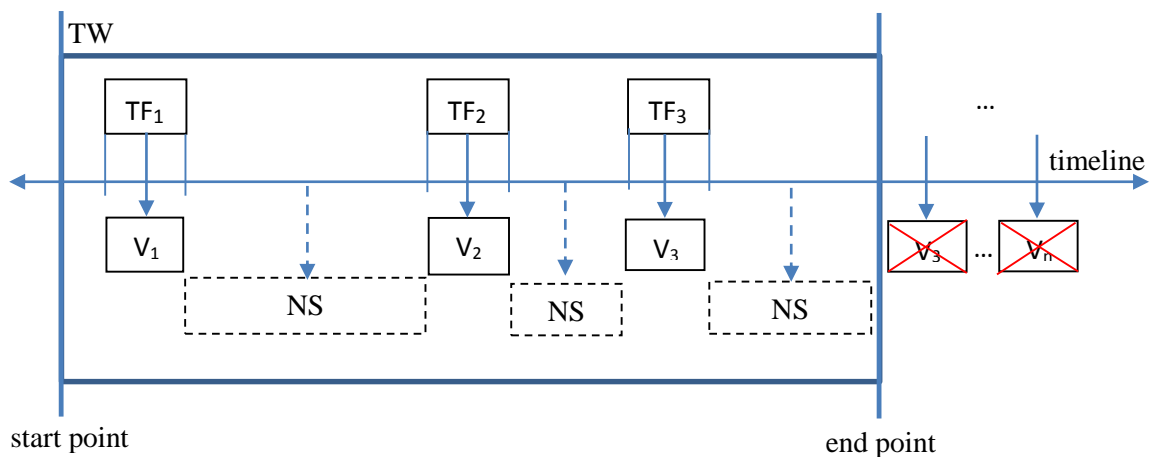 TW
TF₁ TF₂ TF₃ ...
timeline
V₁ V₂ V₃ V₃ ... Vₙ
NS NS NS
start point end point